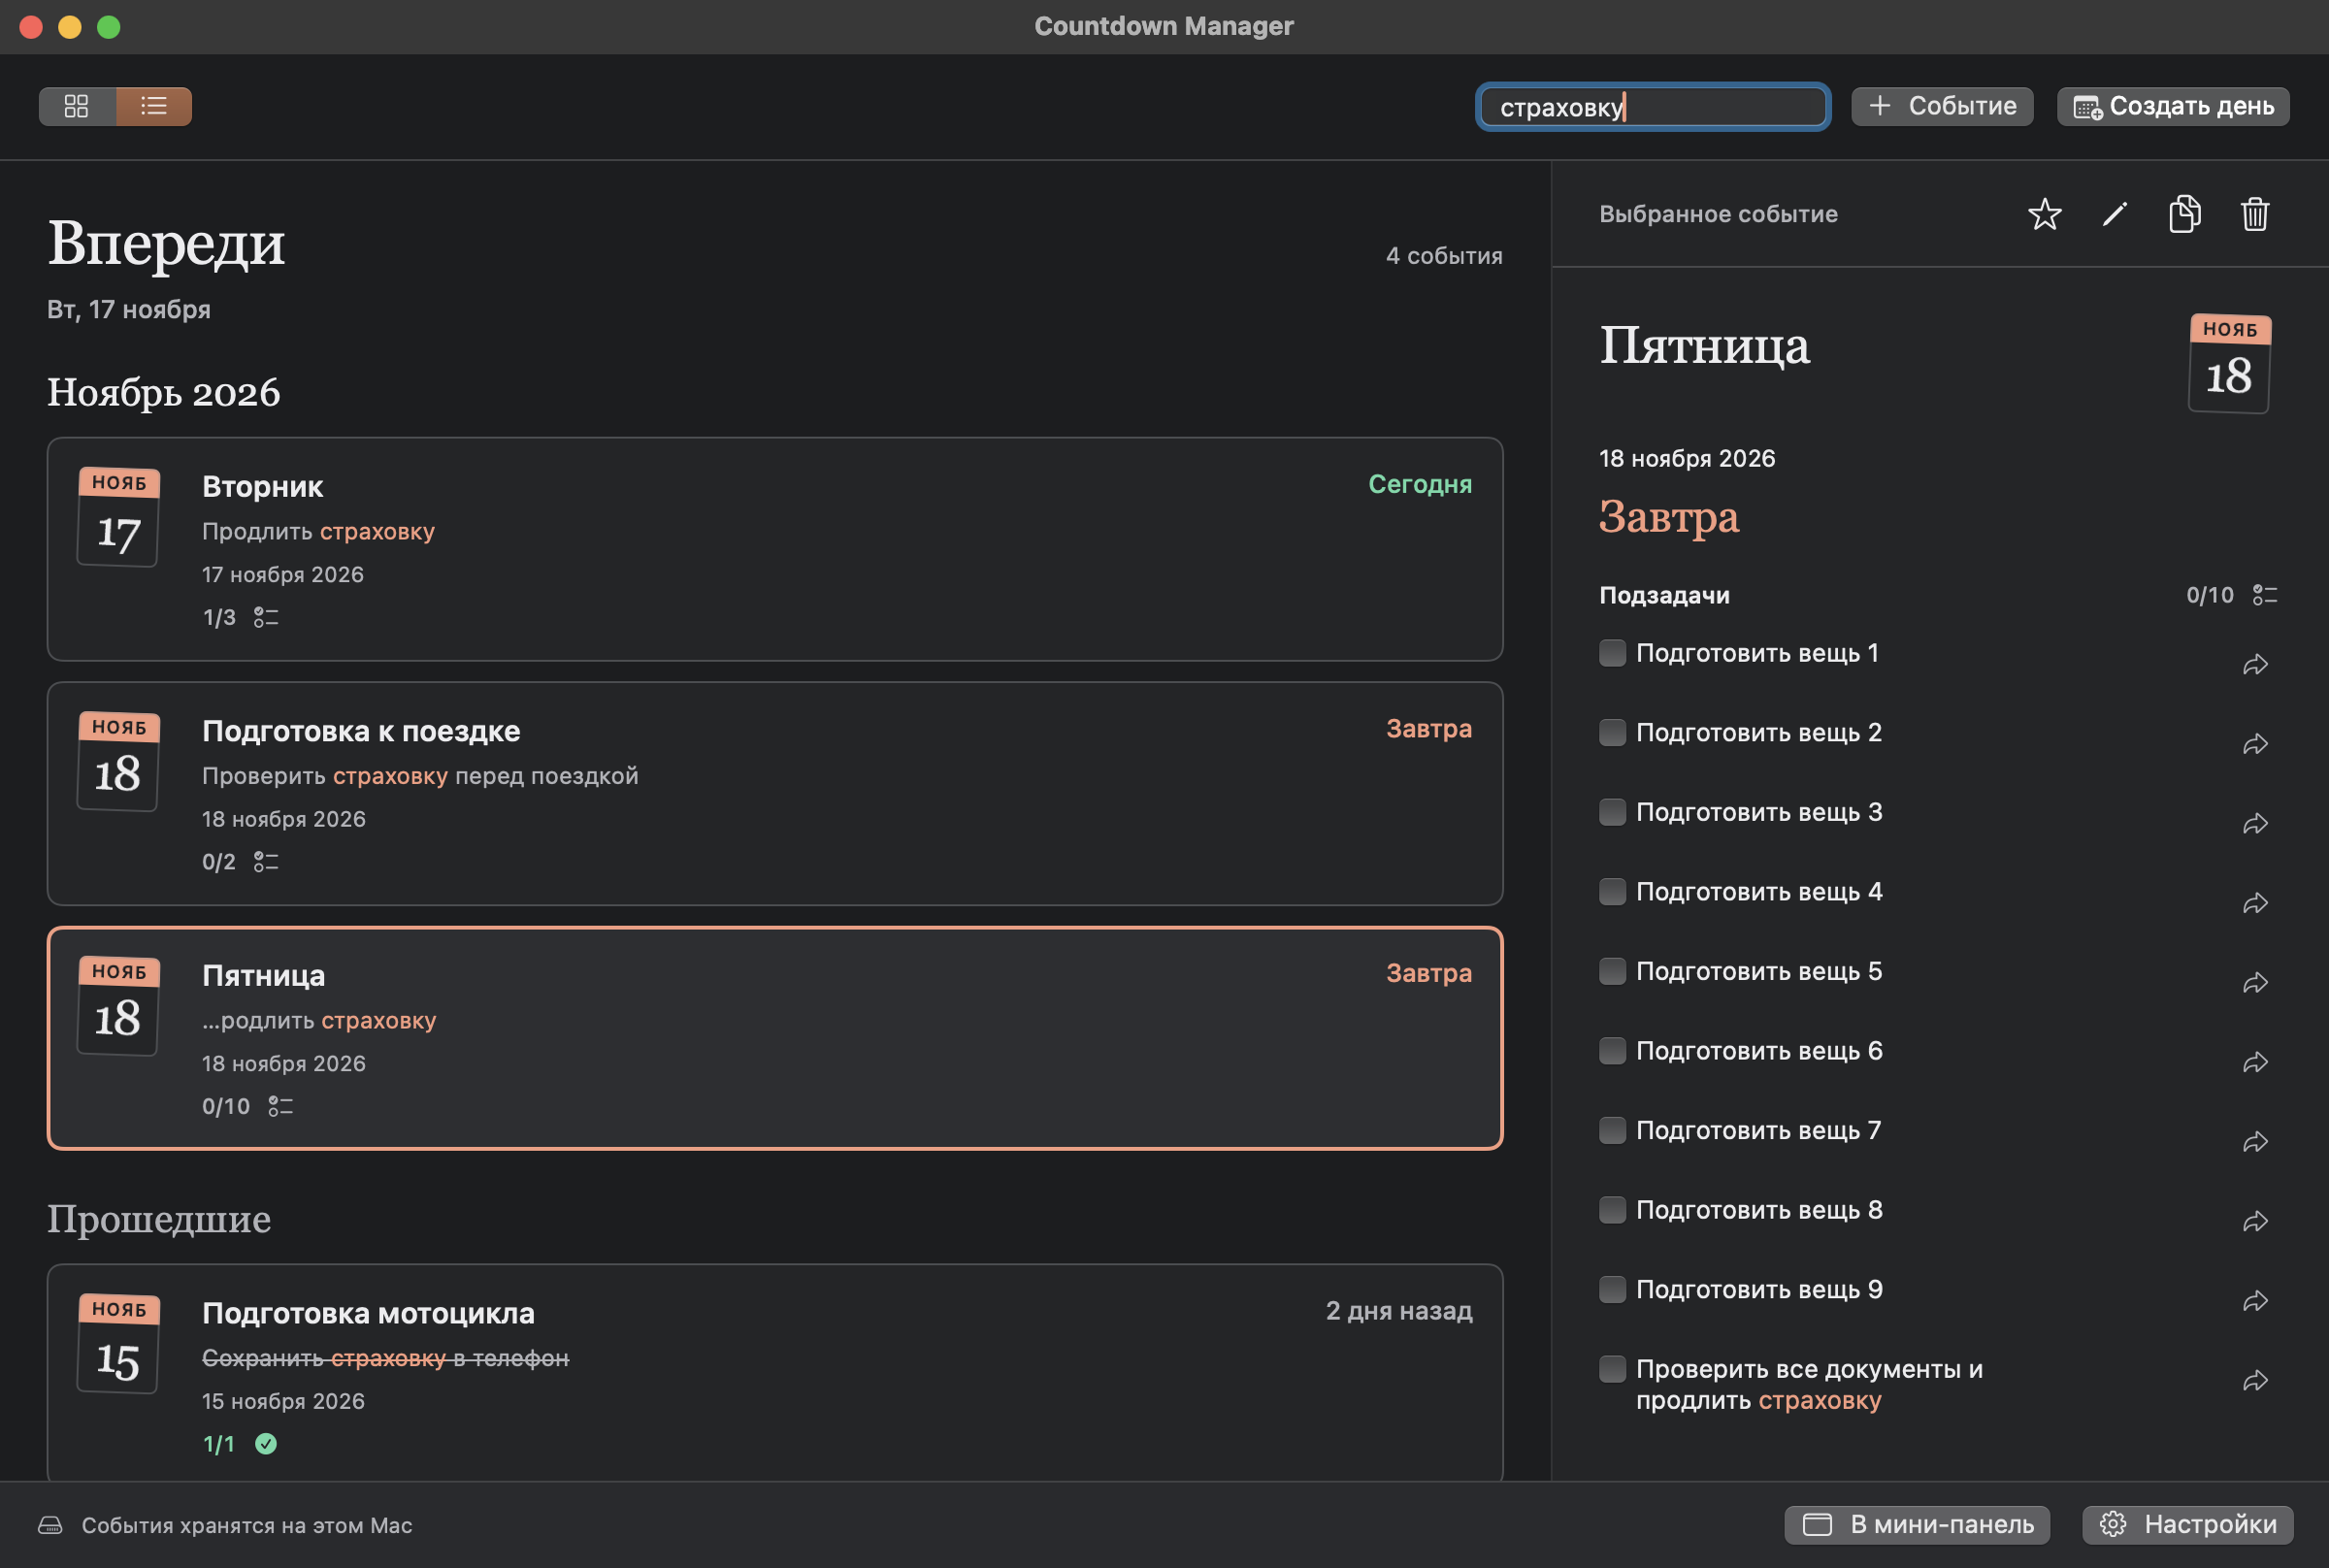 Countdown Manager
страховку
Событие
Создать день
Впереди
4 события
Вт, 17 ноября
Ноябрь 2026
НОЯБ
17
Вторник
Сегодня
Продлить страховку
17 ноября 2026
1/3
НОЯБ
18
Подготовка к поездке
Завтра
Проверить страховку перед поездкой
18 ноября 2026
0/2
НОЯБ
18
Пятница
Завтра
...родлить страховку
18 ноября 2026
0/10
Прошедшие
НОЯБ
15
Подготовка мотоцикла
2 дня назад
Сохранить страховку в телефон
15 ноября 2026
1/1
Выбранное событие
Пятница
НОЯБ
18
18 ноября 2026
Завтра
Подзадачи
0/10
Подготовить вещь 1
Подготовить вещь 2
Подготовить вещь 3
Подготовить вещь 4
Подготовить вещь 5
Подготовить вещь 6
Подготовить вещь 7
Подготовить вещь 8
Подготовить вещь 9
Проверить все документы и
продлить страховку
События хранятся на этом Mac
В мини-панель
Настройки